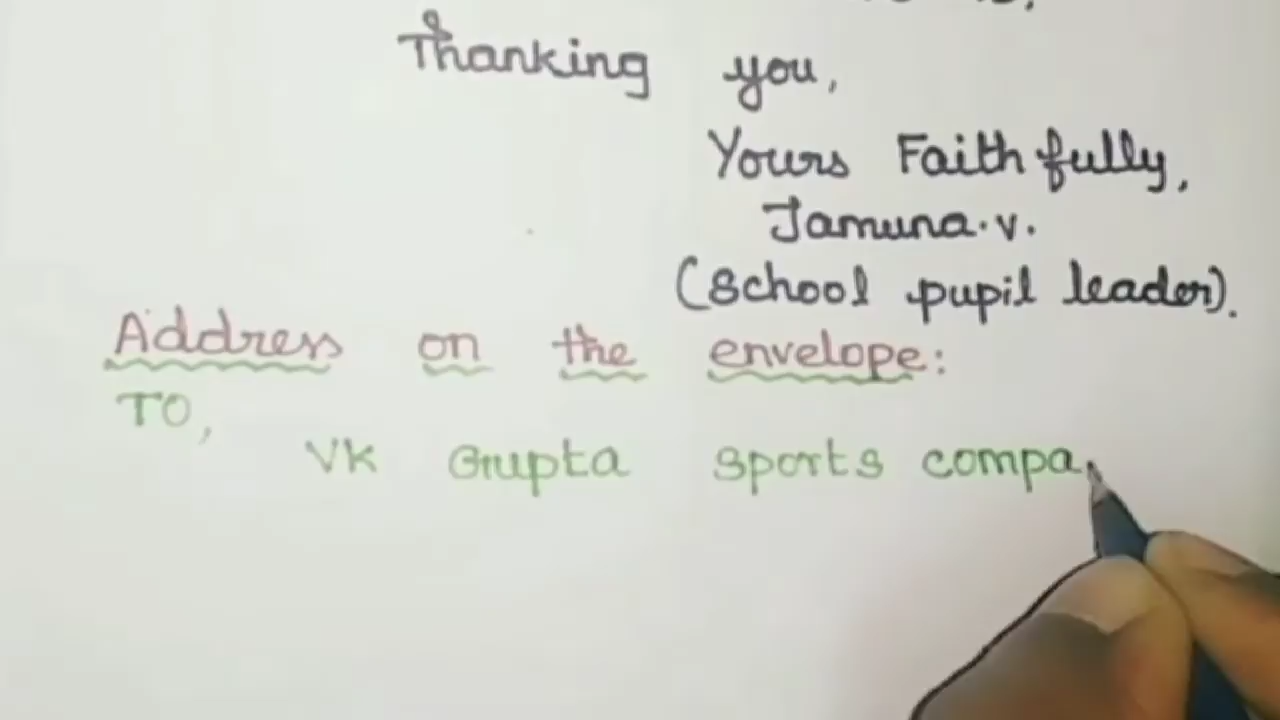 Thanking you,
Yours Faithfully,
Jamuna.v.
(school pupil leader).
Address on the envelope:
TO,
VK Gupta sports compa